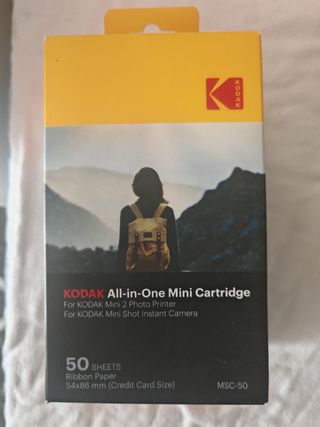 KODAK
KODAK All-in-One Mini Cartridge
For KODAK Mini 2 Photo Printer
For KODAK Mini Shot Instant Camera
50 SHEETS
Ribbon Paper
54x86 mm (Credit Card Size)
MSC-50